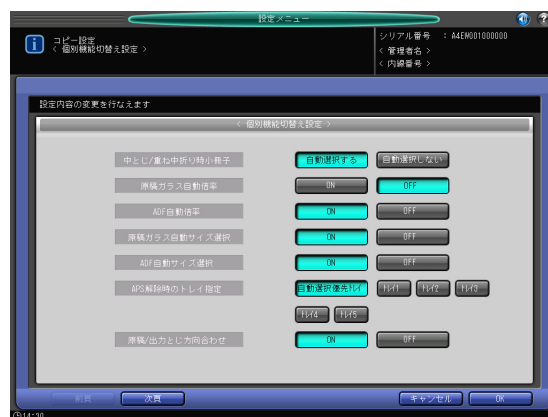 設定メニュー
コピー設定
< 個別機能切替え設定 >
シリアル番号 : A4EW001000000
< 管理者名 >
< 内線番号 >
設定内容の変更を行なえます
< 個別機能切替え設定 >
中とじ/重ね中折り時小冊子 自動選択する 自動選択しない
原稿ガラス自動倍率 ON OFF
ADF自動倍率 ON OFF
原稿ガラス自動サイズ選択 ON OFF
ADF自動サイズ選択 ON OFF
APS解除時のトレイ指定 自動選択優先トレイ トレイ1 トレイ2 トレイ3
トレイ4 トレイ5
原稿/出力とじ方向合わせ ON OFF
前頁 次頁 キャンセル OK
14:30